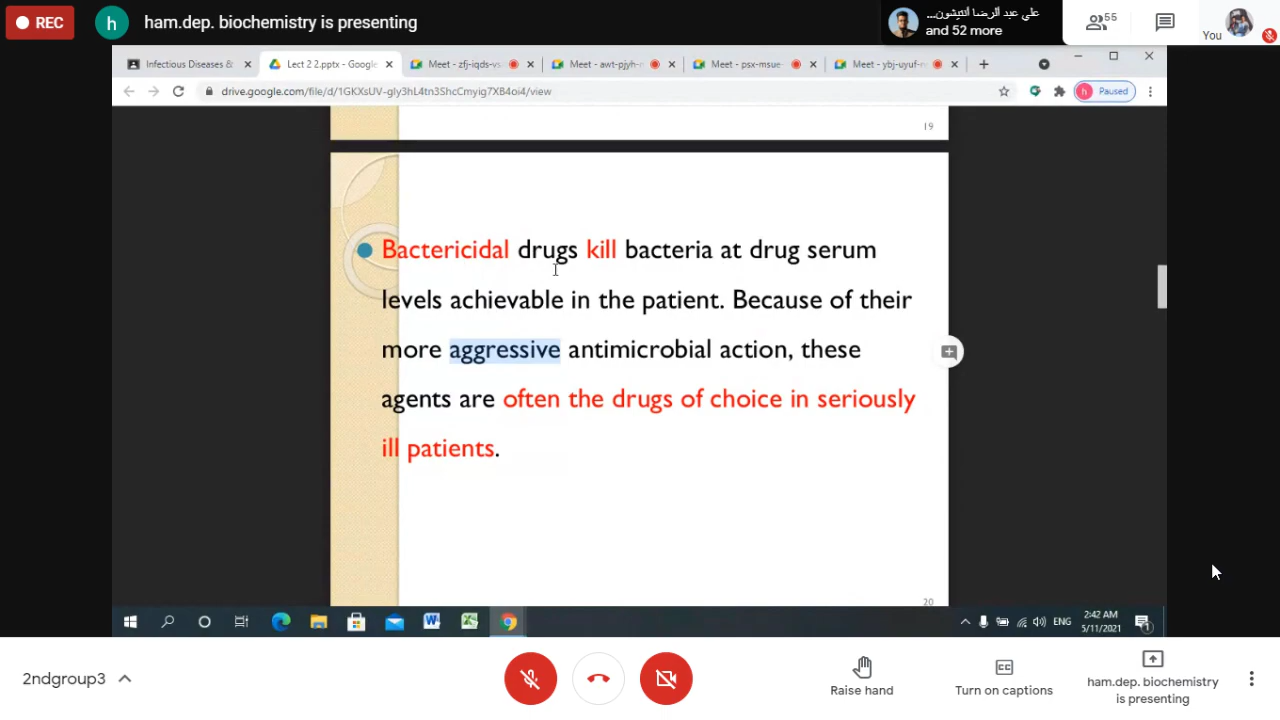 REC
h
ham.dep. biochemistry is presenting
علي عبد الرضا أنتيشون...
and 52 more
55
You
Infectious Diseases &
Lect 2 2.pptx - Google
Meet - zfj-iqds-vs
Meet - awt-pjyh-
Meet - psx-msue-
Meet - ybj-uyuf-
drive.google.com/file/d/1GKXsUV-gly3hL4tn3ShcCmyig7XB4oi4/view
h
Paused
19
Bactericidal drugs kill bacteria at drug serum
levels achievable in the patient. Because of their
more aggressive antimicrobial action, these
agents are often the drugs of choice in seriously
ill patients.
20
ENG
2:42 AM
5/11/2021
1
2ndgroup3
Raise hand
CC
Turn on captions
ham.dep. biochemistry
is presenting